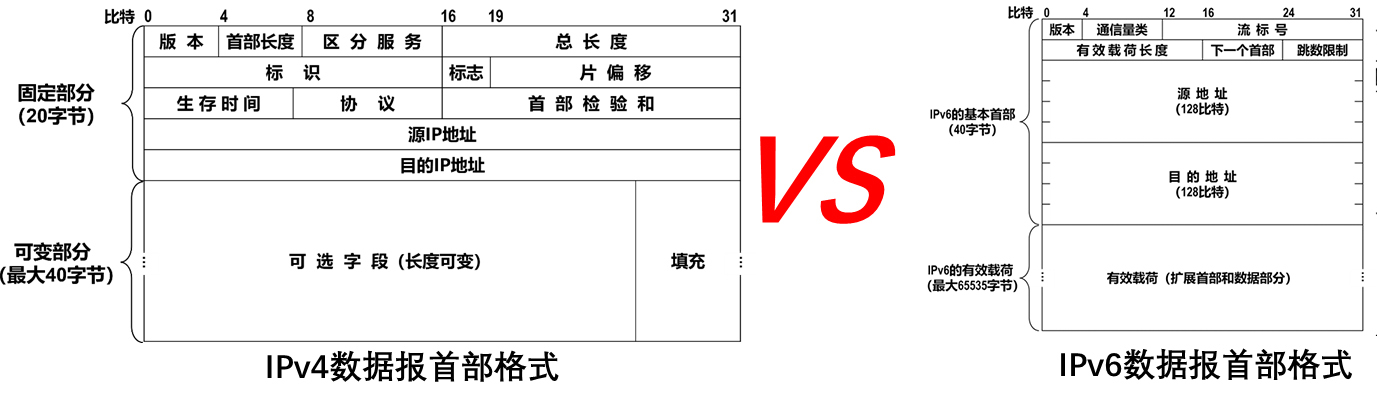 比特 0 4 8 16 19 31
版本 首部长度 区分服务 总长度
标识 标志 片偏移
生存时间 协议 首部检验和
源IP地址
目的IP地址
固定部分
(20字节)
可选字段 (长度可变) 填充
可变部分
(最大40字节)
IPv4数据报首部格式
VS
比特 0 4 12 16 24 31
版本 通信量类 流标号
有效载荷长度 下一个首部 跳数限制
源地址
(128比特)
IPv6的基本首部
(40字节)
目的地址
(128比特)
IPv6的有效载荷
(最大65535字节)
有效载荷 (扩展首部和数据部分)
IPv6数据报首部格式